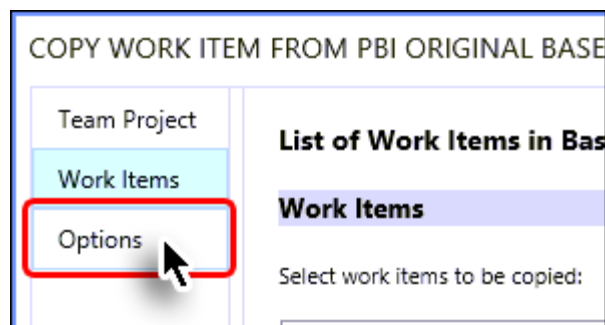 COPY WORK ITEM FROM PBI ORIGINAL BASE
Team Project
Work Items
Options
List of Work Items in Bas
Work Items
Select work items to be copied: